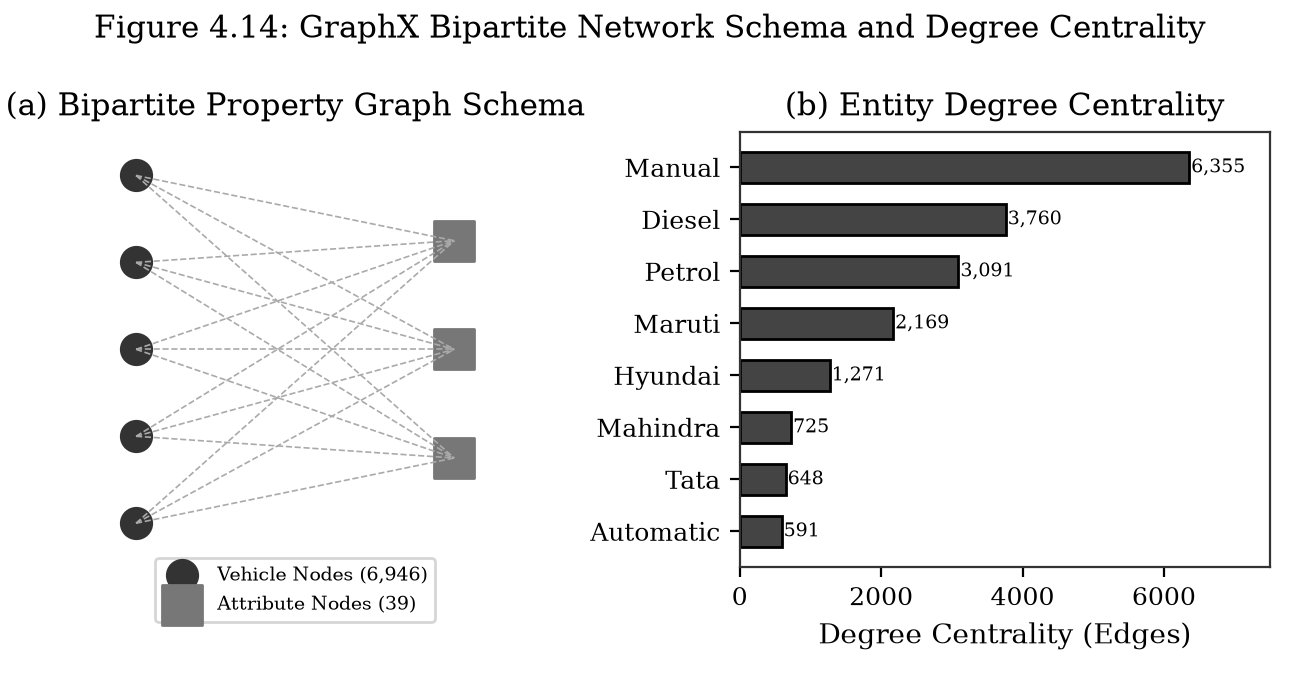 Figure 4.14: GraphX Bipartite Network Schema and Degree Centrality
(a) Bipartite Property Graph Schema
Vehicle Nodes (6,946)
Attribute Nodes (39)
(b) Entity Degree Centrality
Manual 6,355
Diesel 3,760
Petrol 3,091
Maruti 2,169
Hyundai 1,271
Mahindra 725
Tata 648
Automatic 591
0 2000 4000 6000
Degree Centrality (Edges)